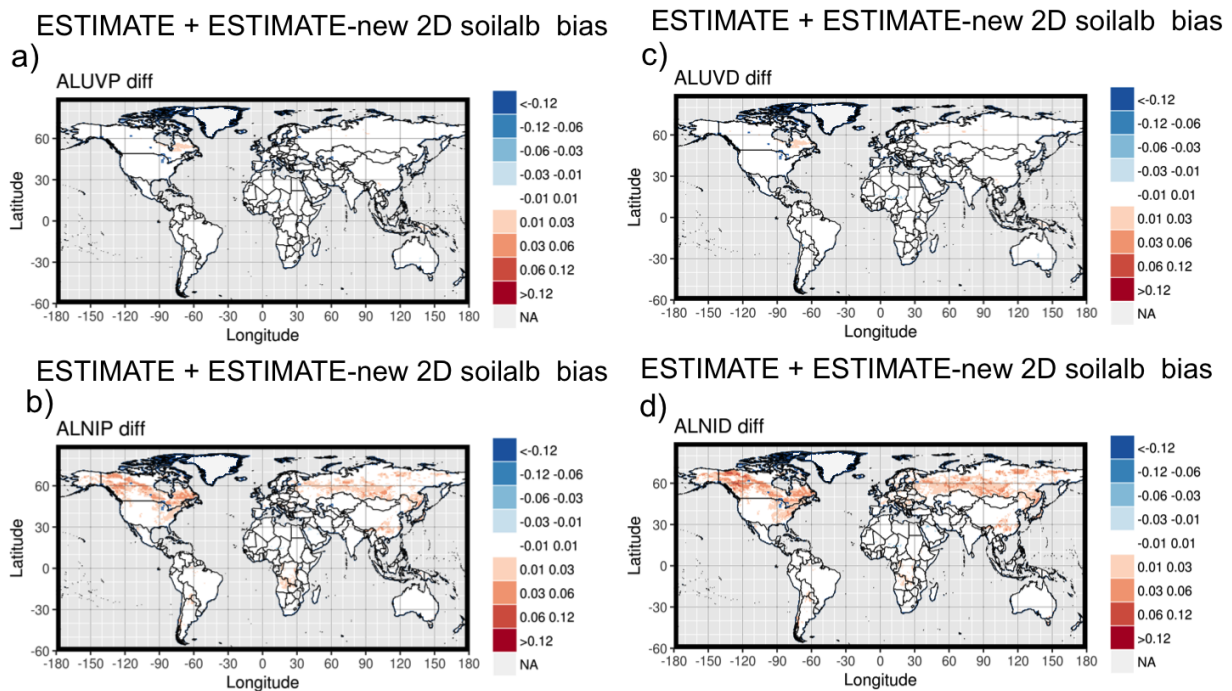 ESTIMATE + ESTIMATE-new 2D soilalb  bias
a)
ALUVP diff
60
30
0
-30
-60
Latitude
-180 -150 -120 -90 -60 -30 0 30 60 90 120 150 180
Longitude
<-0.12
-0.12 -0.06
-0.06 -0.03
-0.03 -0.01
-0.01 0.01
0.01 0.03
0.03 0.06
0.06 0.12
>0.12
NA
ESTIMATE + ESTIMATE-new 2D soilalb  bias
c)
ALUVD diff
60
30
0
-30
-60
Latitude
-180 -150 -120 -90 -60 -30 0 30 60 90 120 150 180
Longitude
<-0.12
-0.12 -0.06
-0.06 -0.03
-0.03 -0.01
-0.01 0.01
0.01 0.03
0.03 0.06
0.06 0.12
>0.12
NA
ESTIMATE + ESTIMATE-new 2D soilalb  bias
b)
ALNIP diff
60
30
0
-30
-60
Latitude
-180 -150 -120 -90 -60 -30 0 30 60 90 120 150 180
Longitude
<-0.12
-0.12 -0.06
-0.06 -0.03
-0.03 -0.01
-0.01 0.01
0.01 0.03
0.03 0.06
0.06 0.12
>0.12
NA
ESTIMATE + ESTIMATE-new 2D soilalb  bias
d)
ALNID diff
60
30
0
-30
-60
Latitude
-180 -150 -120 -90 -60 -30 0 30 60 90 120 150 180
Longitude
<-0.12
-0.12 -0.06
-0.06 -0.03
-0.03 -0.01
-0.01 0.01
0.01 0.03
0.03 0.06
0.06 0.12
>0.12
NA